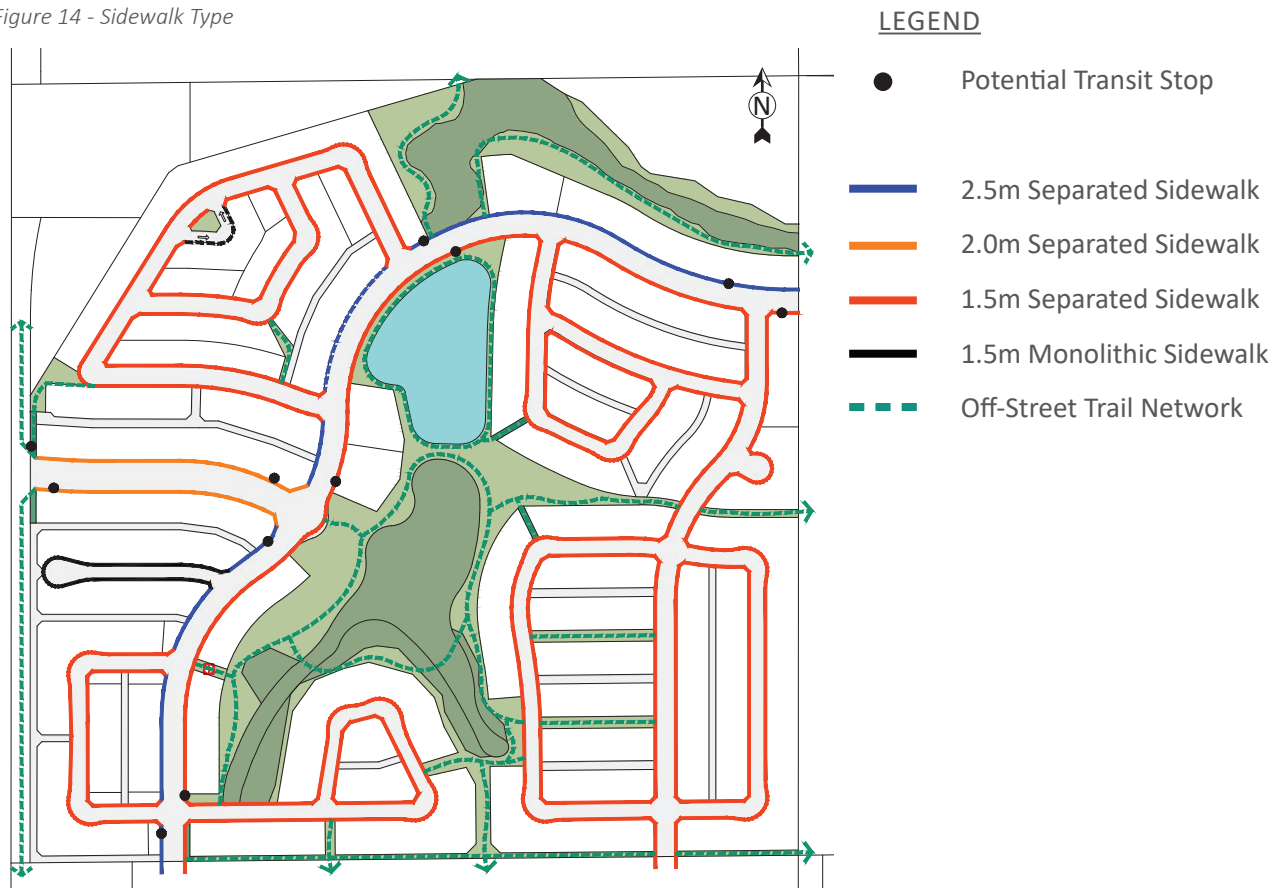 Figure 14 - Sidewalk Type
LEGEND
N
Potential Transit Stop
2.5m Separated Sidewalk
2.0m Separated Sidewalk
1.5m Separated Sidewalk
1.5m Monolithic Sidewalk
Off-Street Trail Network